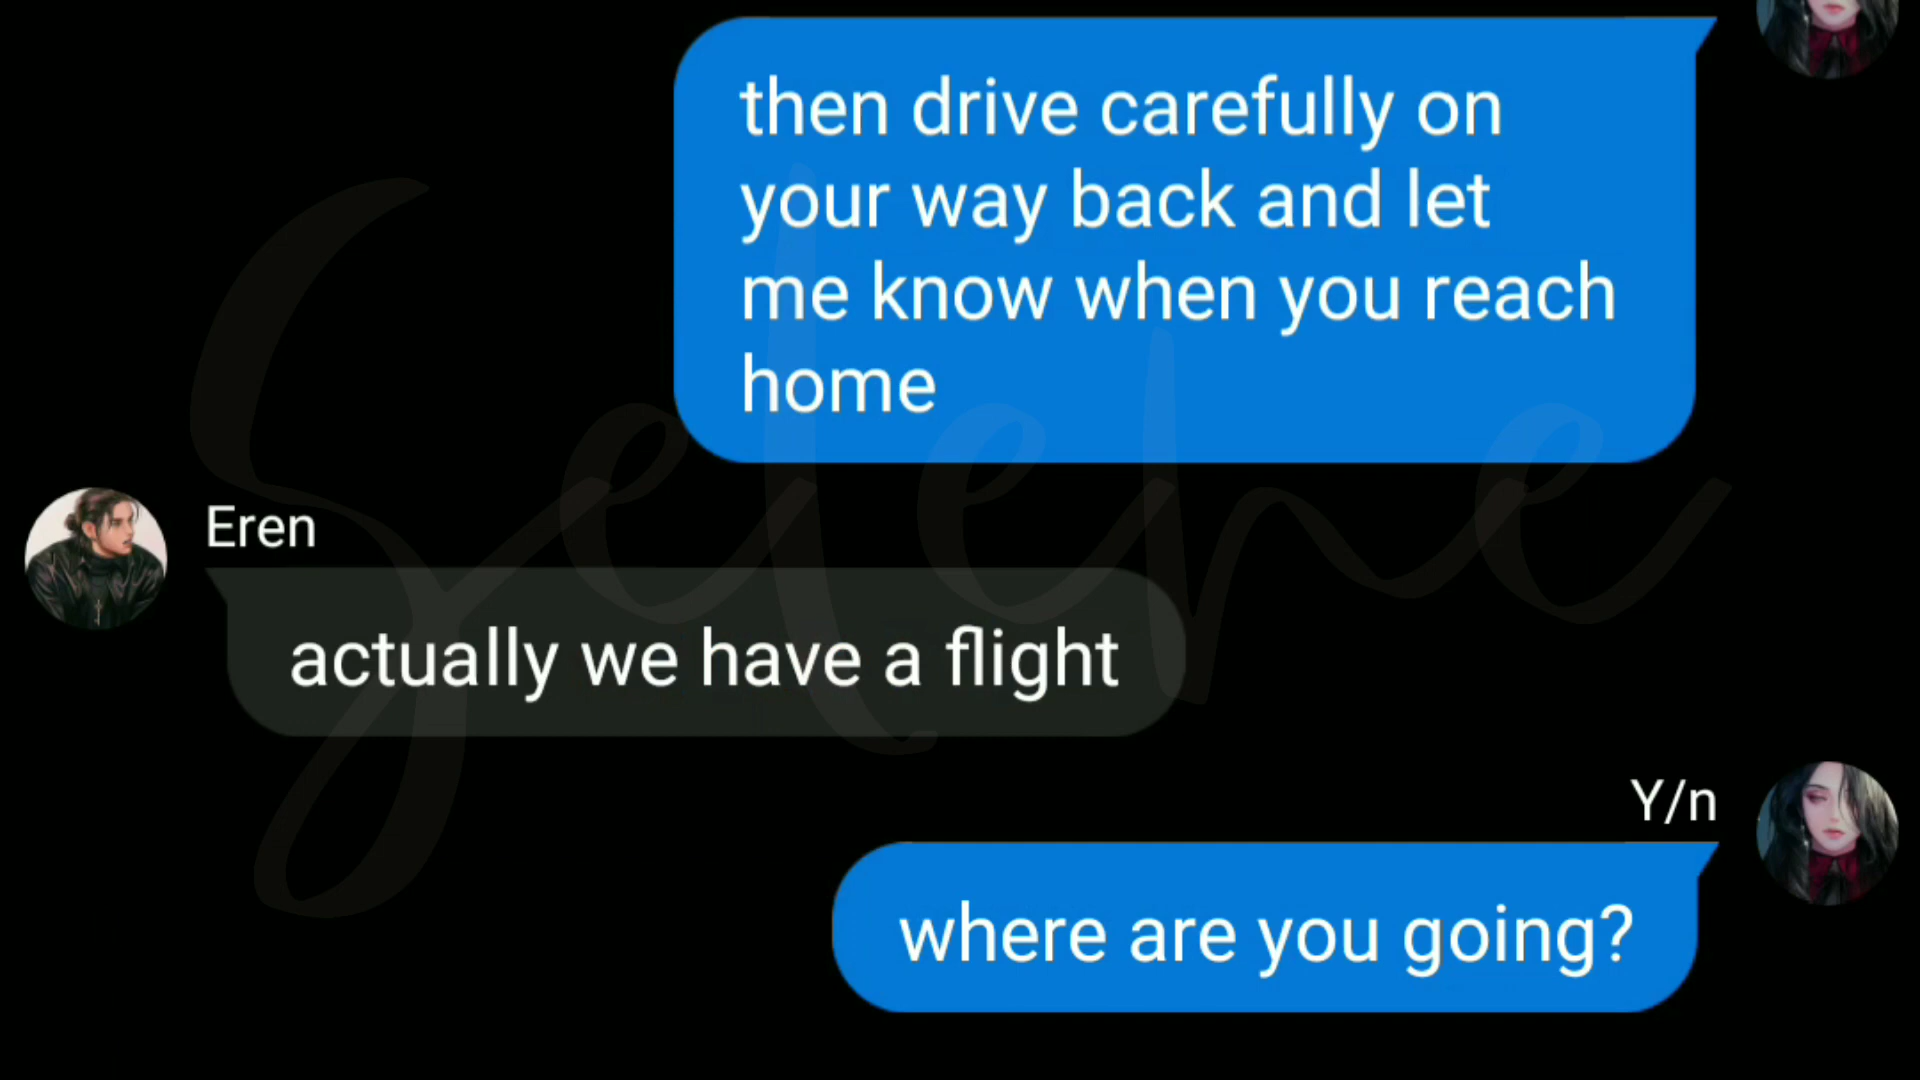 then drive carefully on
your way back and let
me know when you reach
home
Eren
actually we have a flight
Y/n
where are you going?
Selene